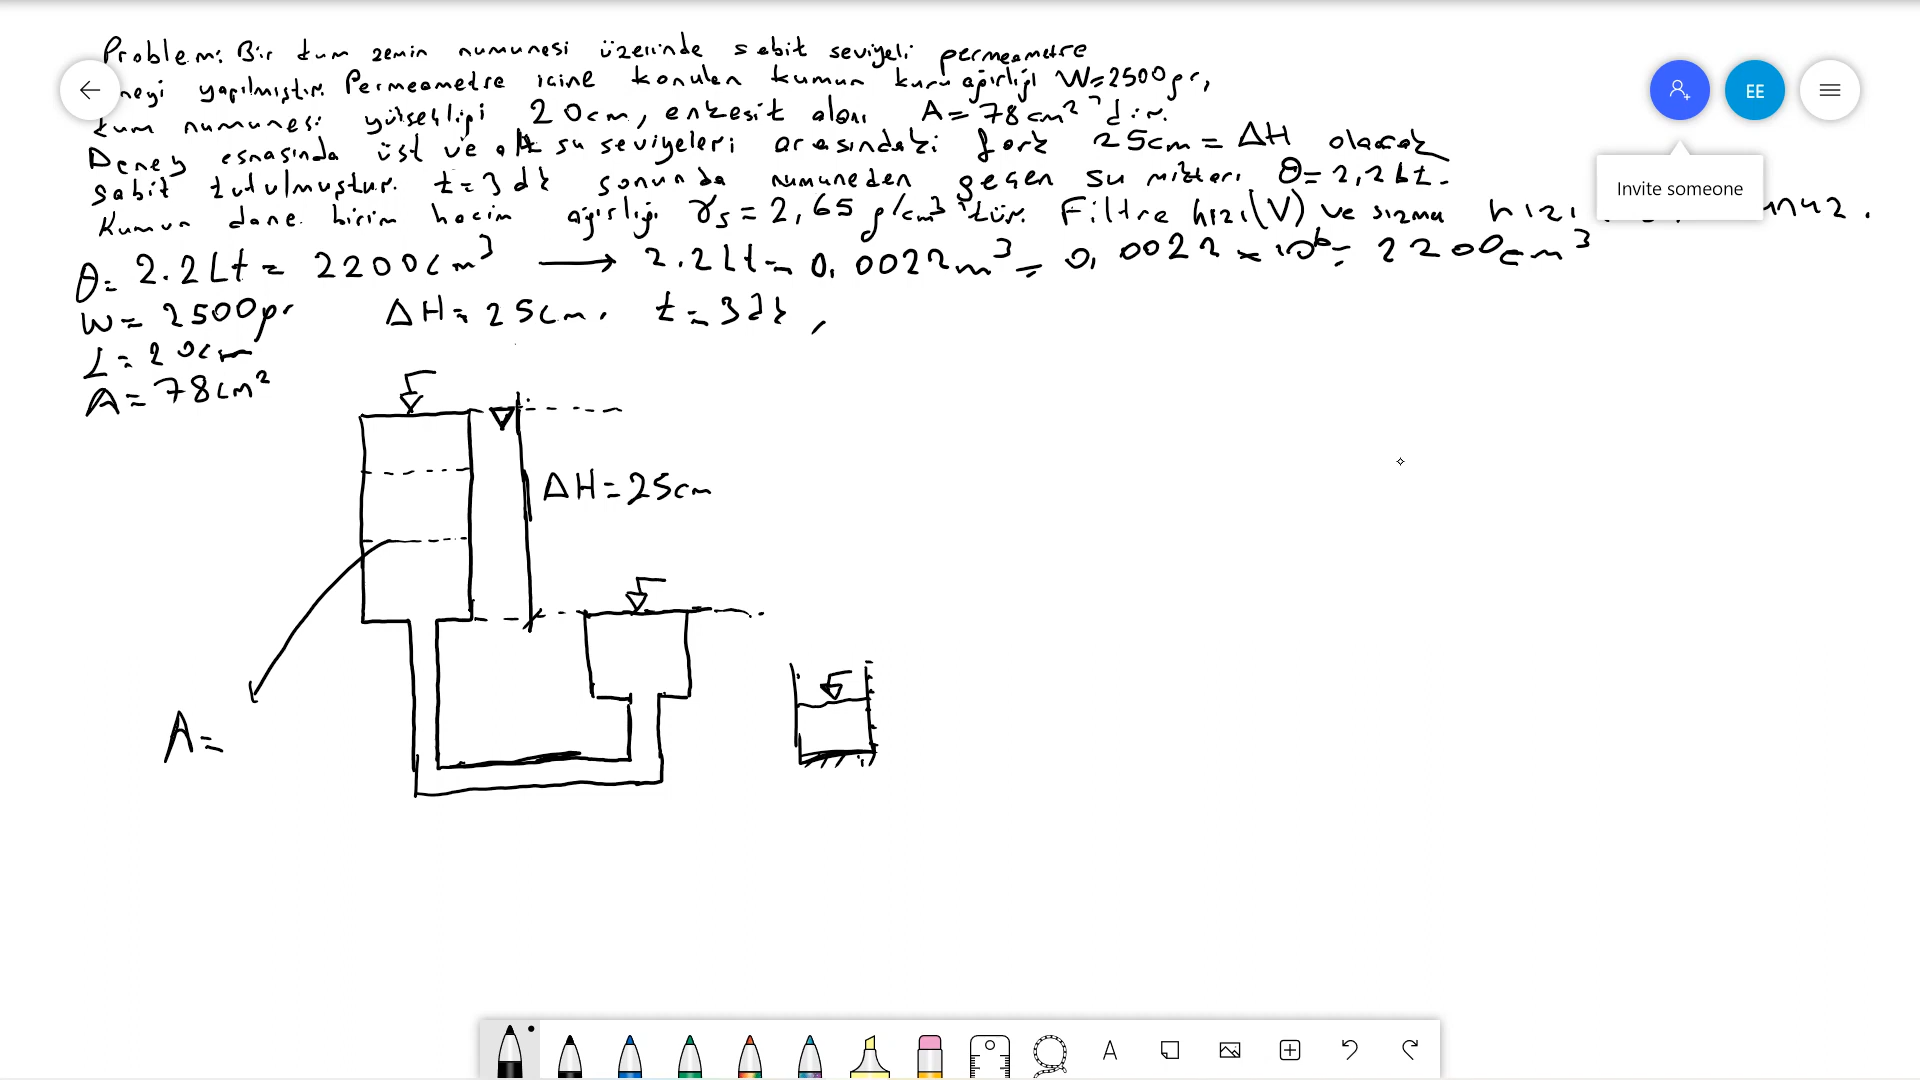 Problem: Bir kum zemin numunesi üzerinde sabit seviyeli permeametre
neyi yapılmıştır. Permeametre içine konulan kumun kuru ağırlığı W=2500gr,
kum numunesi yüksekliği 20cm, enkesit alanı A=78cm² 'dir.
Deney esnasında üst ve alt su seviyeleri arasındaki fark 25cm=ΔH olacak
sabit tutulmuştur. t=3dk sonunda numuneden geçen su miktarı θ=2,2Lt.
Kumun dane birim hacim ağırlığı γs=2,65 g/cm³ 'tür. Filtre hızı(V) ve sızma hızı
θ= 2.2Lt = 2200cm³ → 2.2Lt = 0,0022m³ = 0,0022 × 10⁶ = 2200cm³
W= 2500gr ΔH= 25cm, t=3dk,
L=20cm
A=78cm²
ΔH=25cm
A=
EE
Invite someone
A